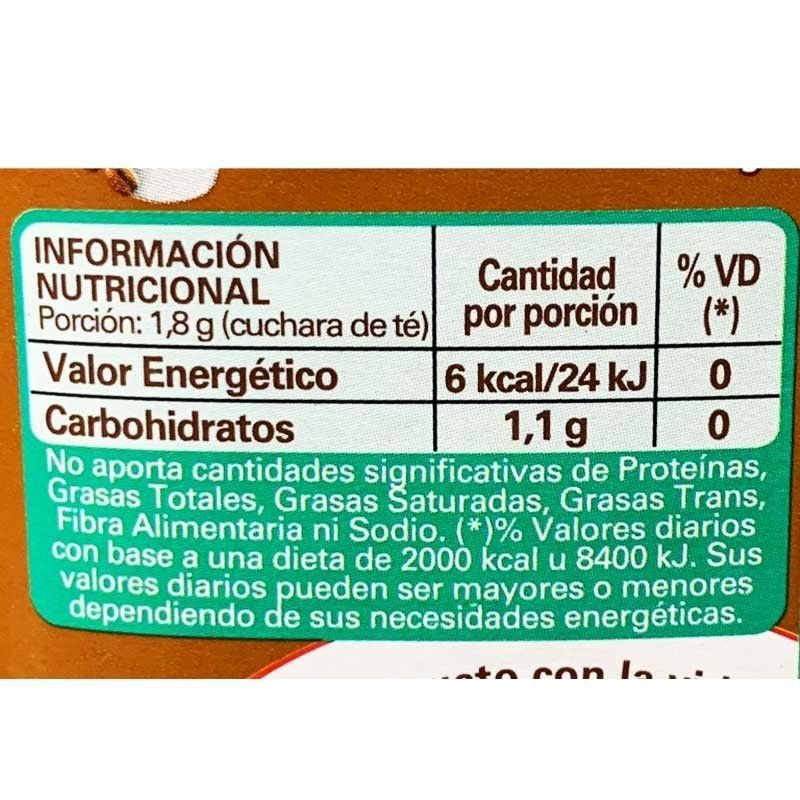 INFORMACIÓN
NUTRICIONAL
Porción: 1,8 g (cuchara de té)
Cantidad
por porción
% VD
(*)
Valor Energético 6 kcal/24 kJ 0
Carbohidratos 1,1 g 0
No aporta cantidades significativas de Proteínas,
Grasas Totales, Grasas Saturadas, Grasas Trans,
Fibra Alimentaria ni Sodio. (*)% Valores diarios
con base a una dieta de 2000 kcal u 8400 kJ. Sus
valores diarios pueden ser mayores o menores
dependiendo de sus necesidades energéticas.
con la